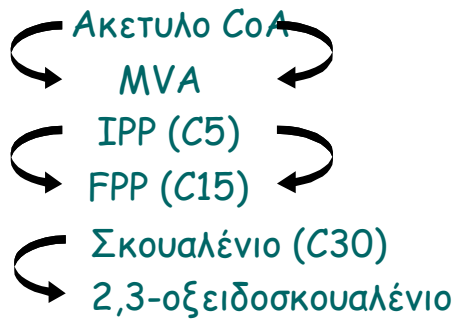 Ακετυλο CoA
MVA
IPP (C5)
FPP (C15)
Σκουαλένιο (C30)
2,3-οξειδοσκουαλένιο